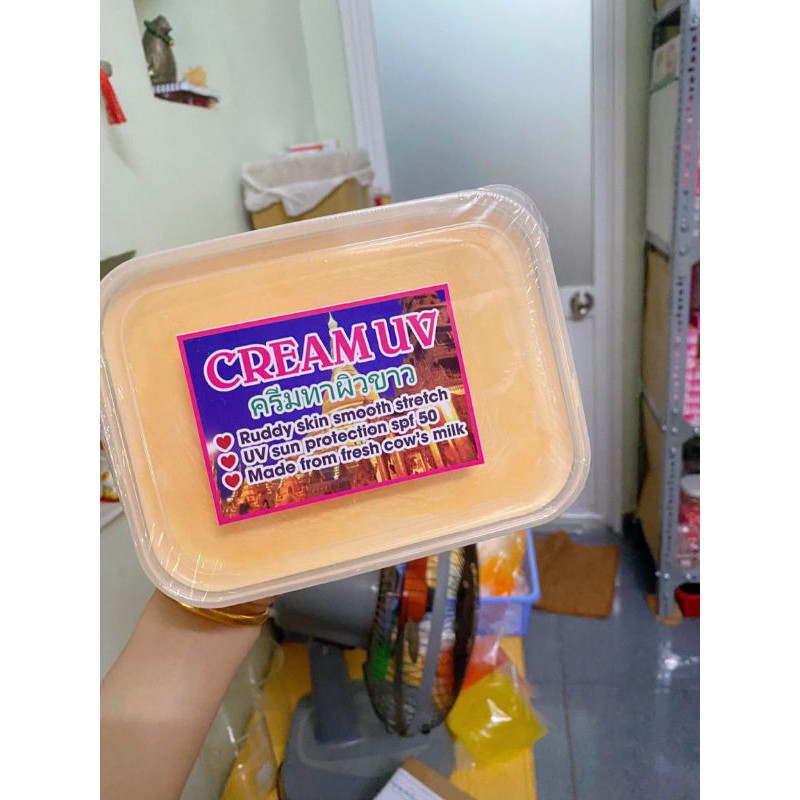 CREAM UV
ครีมทาผิวขาว
Ruddy skin smooth stretch
UV sun protection spf 50
Made from fresh cow's milk